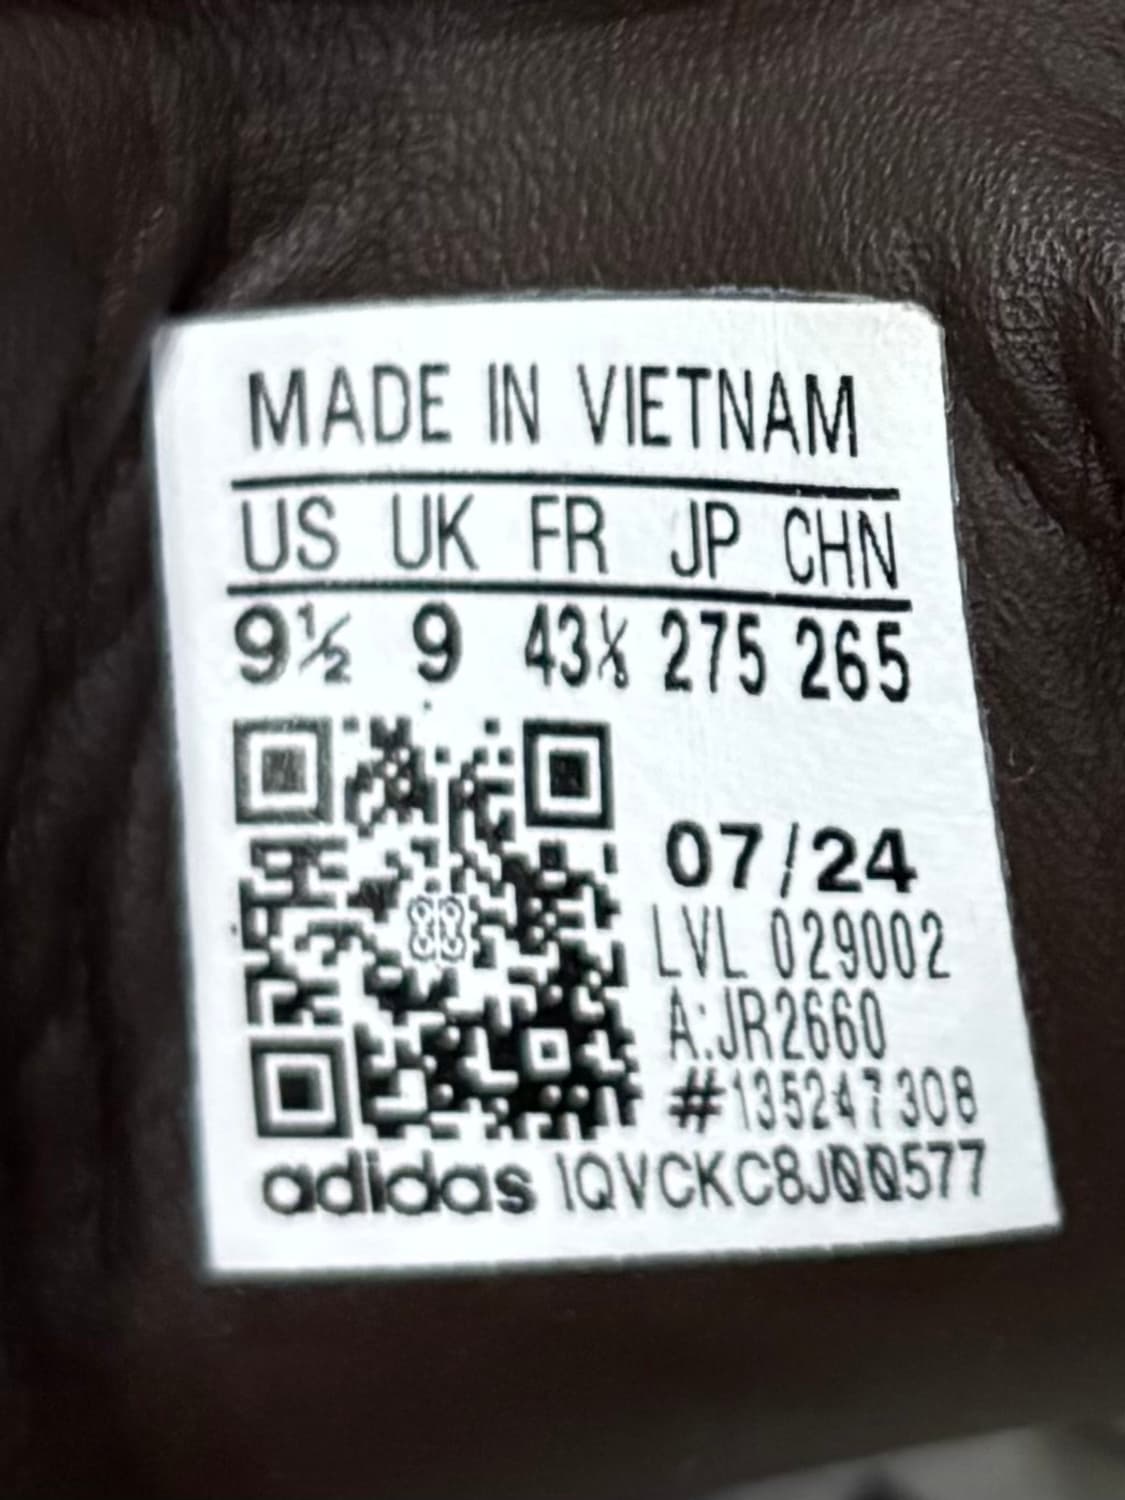 MADE IN VIETNAM
US UK FR JP CHN
9½ 9 43⅓ 275 265
07/24
LVL 029002
A:JR2660
#135247308
adidas 1QVCKC8J00577